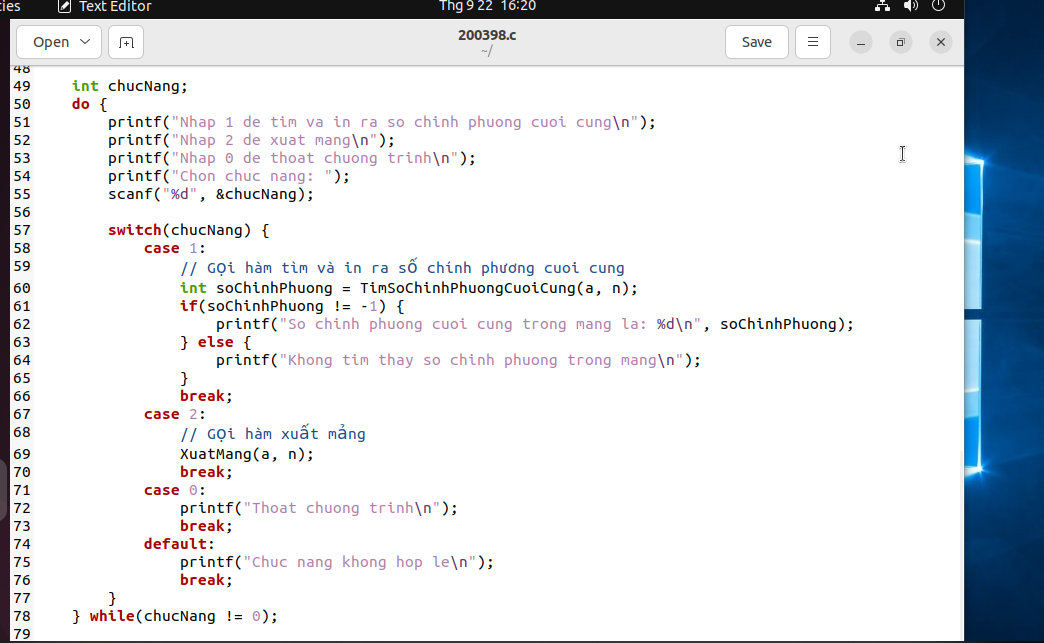 ies Text Editor Thg 9 22 16:20
Open 200398.c Save
~/
48
49 int chucNang;
50 do {
51 printf("Nhap 1 de tim va in ra so chinh phuong cuoi cung\n");
52 printf("Nhap 2 de xuat mang\n");
53 printf("Nhap 0 de thoat chuong trinh\n");
54 printf("Chon chuc nang: ");
55 scanf("%d", &chucNang);
56
57 switch(chucNang) {
58 case 1:
59 // Gọi hàm tìm và in ra số chính phương cuoi cung
60 int soChinhPhuong = TimSoChinhPhuongCuoiCung(a, n);
61 if(soChinhPhuong != -1) {
62 printf("So chinh phuong cuoi cung trong mang la: %d\n", soChinhPhuong);
63 } else {
64 printf("Khong tim thay so chinh phuong trong mang\n");
65 }
66 break;
67 case 2:
68 // Gọi hàm xuất mảng
69 XuatMang(a, n);
70 break;
71 case 0:
72 printf("Thoat chuong trinh\n");
73 break;
74 default:
75 printf("Chuc nang khong hop le\n");
76 break;
77 }
78 } while(chucNang != 0);
79